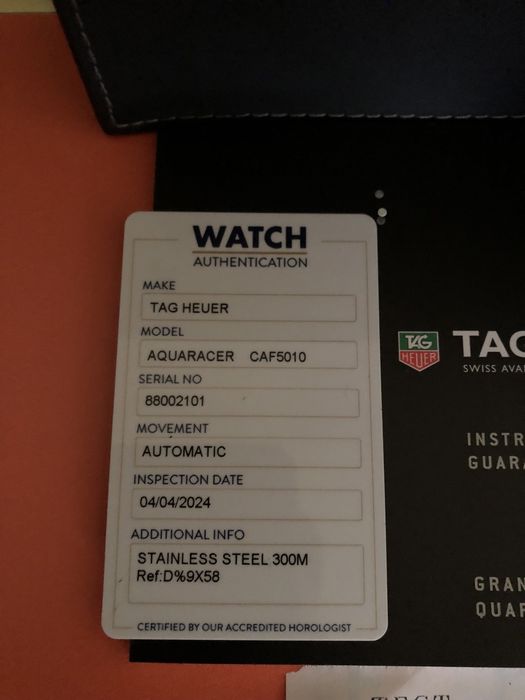 WATCH
AUTHENTICATION
MAKE
TAG HEUER
MODEL
AQUARACER CAF5010
SERIAL NO
88002101
MOVEMENT
AUTOMATIC
INSPECTION DATE
04/04/2024
ADDITIONAL INFO
STAINLESS STEEL 300M
Ref:D%9X58
CERTIFIED BY OUR ACCREDITED HOROLOGIST
TAG
HEUER
TAG
SWISS AVA
INSTR
GUAR
GRAN
QUAR